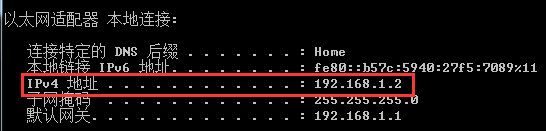 以太网适配器 本地连接：
连接特定的 DNS 后缀 . . . . . . . : Home
本地链接 IPv6 地址. . . . . . . . : fe80::b57c:5940:27f5:7089%11
IPv4 地址 . . . . . . . . . . . . : 192.168.1.2
子网掩码 . . . . . . . . . . . . : 255.255.255.0
默认网关. . . . . . . . . . . . . : 192.168.1.1